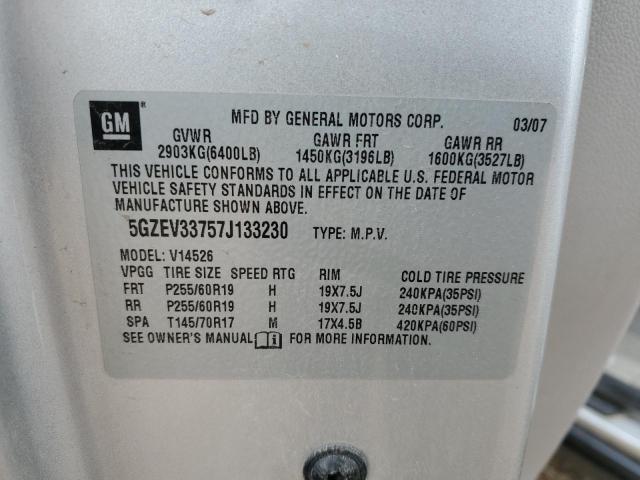 GM ®
MFD BY GENERAL MOTORS CORP. 03/07
GVWR GAWR FRT GAWR RR
2903KG(6400LB) 1450KG(3196LB) 1600KG(3527LB)
THIS VEHICLE CONFORMS TO ALL APPLICABLE U.S. FEDERAL MOTOR
VEHICLE SAFETY STANDARDS IN EFFECT ON THE DATE OF
MANUFACTURE SHOWN ABOVE.
5GZEV33757J133230 TYPE: M.P.V.
MODEL: V14526
VPGG TIRE SIZE SPEED RTG RIM COLD TIRE PRESSURE
FRT P255/60R19 H 19X7.5J 240KPA(35PSI)
RR P255/60R19 H 19X7.5J 240KPA(35PSI)
SPA T145/70R17 M 17X4.5B 420KPA(60PSI)
SEE OWNER'S MANUAL FOR MORE INFORMATION.